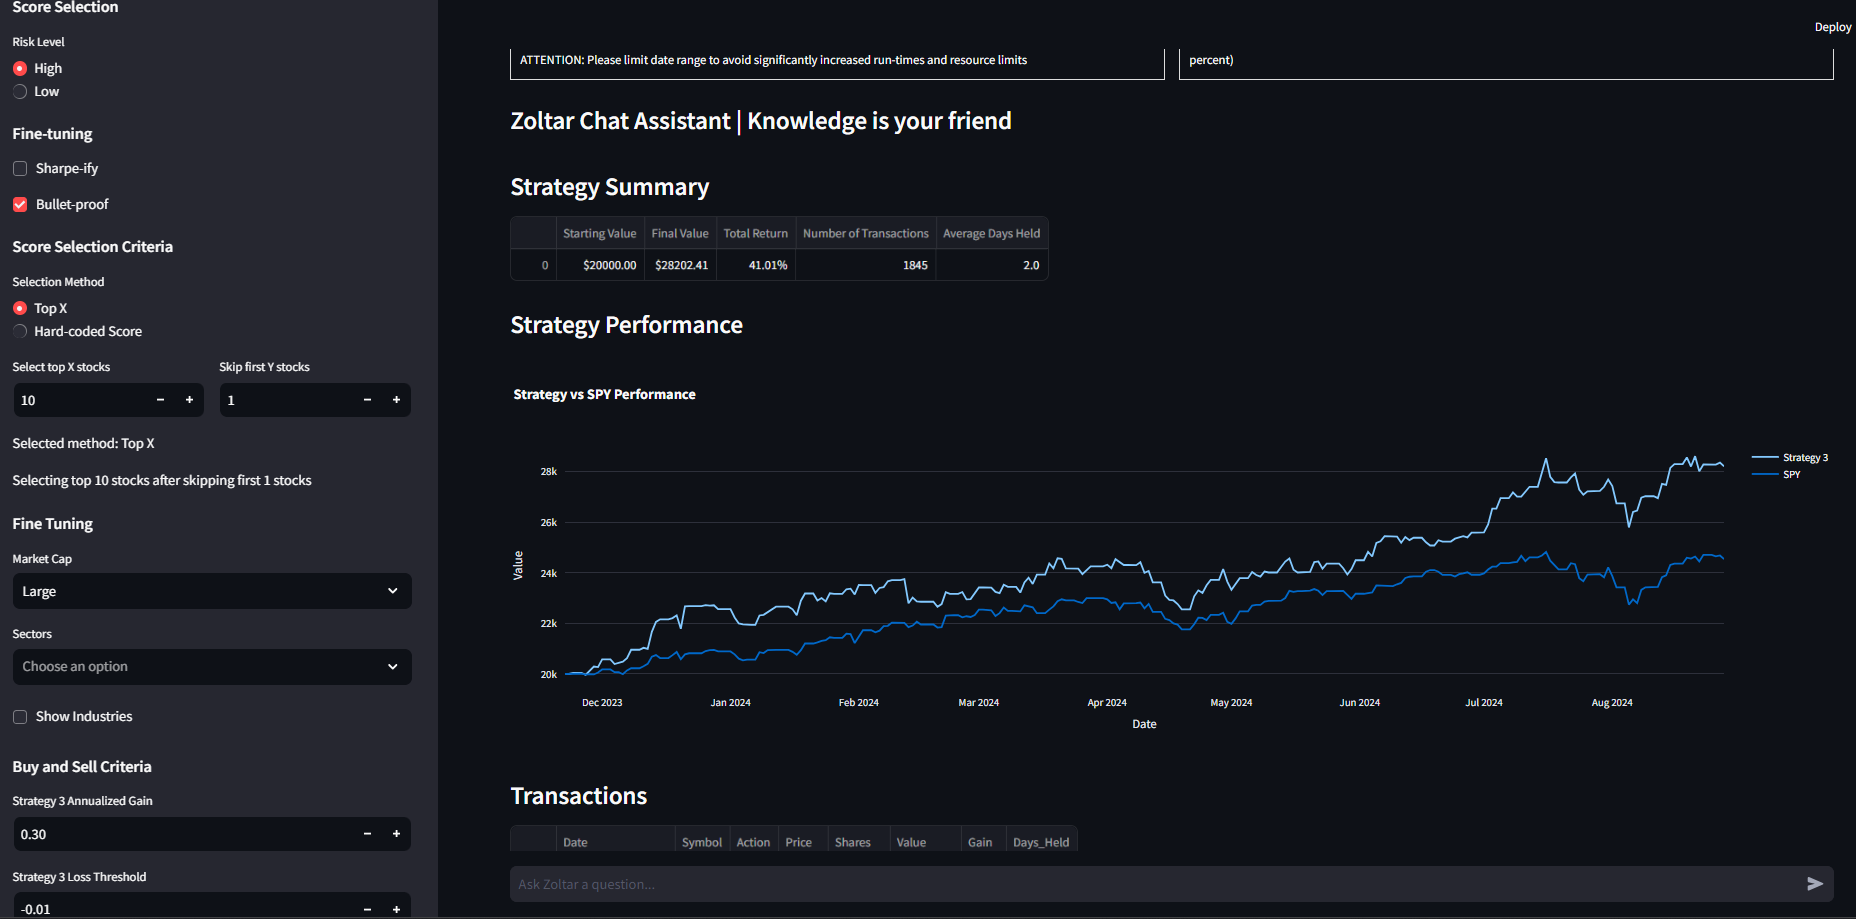 Score Selection
Risk Level
High
Low
Fine-tuning
Sharpe-ify
Bullet-proof
Score Selection Criteria
Selection Method
Top X
Hard-coded Score
Select top X stocks
Skip first Y stocks
10 − +
1 − +
Selected method: Top X
Selecting top 10 stocks after skipping first 1 stocks
Fine Tuning
Market Cap
Large
Sectors
Choose an option
Show Industries
Buy and Sell Criteria
Strategy 3 Annualized Gain
0.30 − +
Strategy 3 Loss Threshold
-0.01 − +
Deploy
ATTENTION: Please limit date range to avoid significantly increased run-times and resource limits
percent)
Zoltar Chat Assistant | Knowledge is your friend
Strategy Summary
Starting Value Final Value Total Return Number of Transactions Average Days Held
0 $20000.00 $28202.41 41.01% 1845 2.0
Strategy Performance
Strategy vs SPY Performance
Strategy 3
SPY
28k
26k
24k
22k
20k
Value
Dec 2023 Jan 2024 Feb 2024 Mar 2024 Apr 2024 May 2024 Jun 2024 Jul 2024 Aug 2024
Date
Transactions
Date Symbol Action Price Shares Value Gain Days_Held
Ask Zoltar a question...